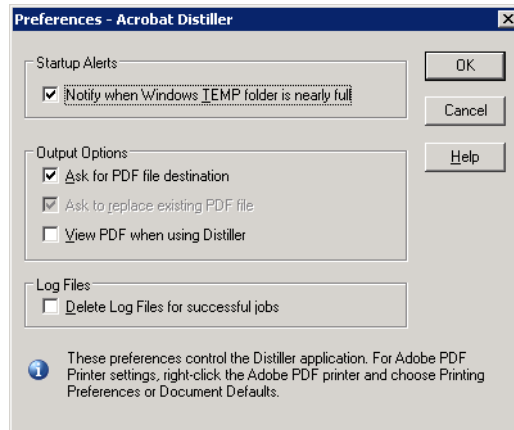 Preferences - Acrobat Distiller
Startup Alerts
Notify when Windows TEMP folder is nearly full
OK
Cancel
Help
Output Options
Ask for PDF file destination
Ask to replace existing PDF file
View PDF when using Distiller
Log Files
Delete Log Files for successful jobs
These preferences control the Distiller application. For Adobe PDF
Printer settings, right-click the Adobe PDF printer and choose Printing
Preferences or Document Defaults.